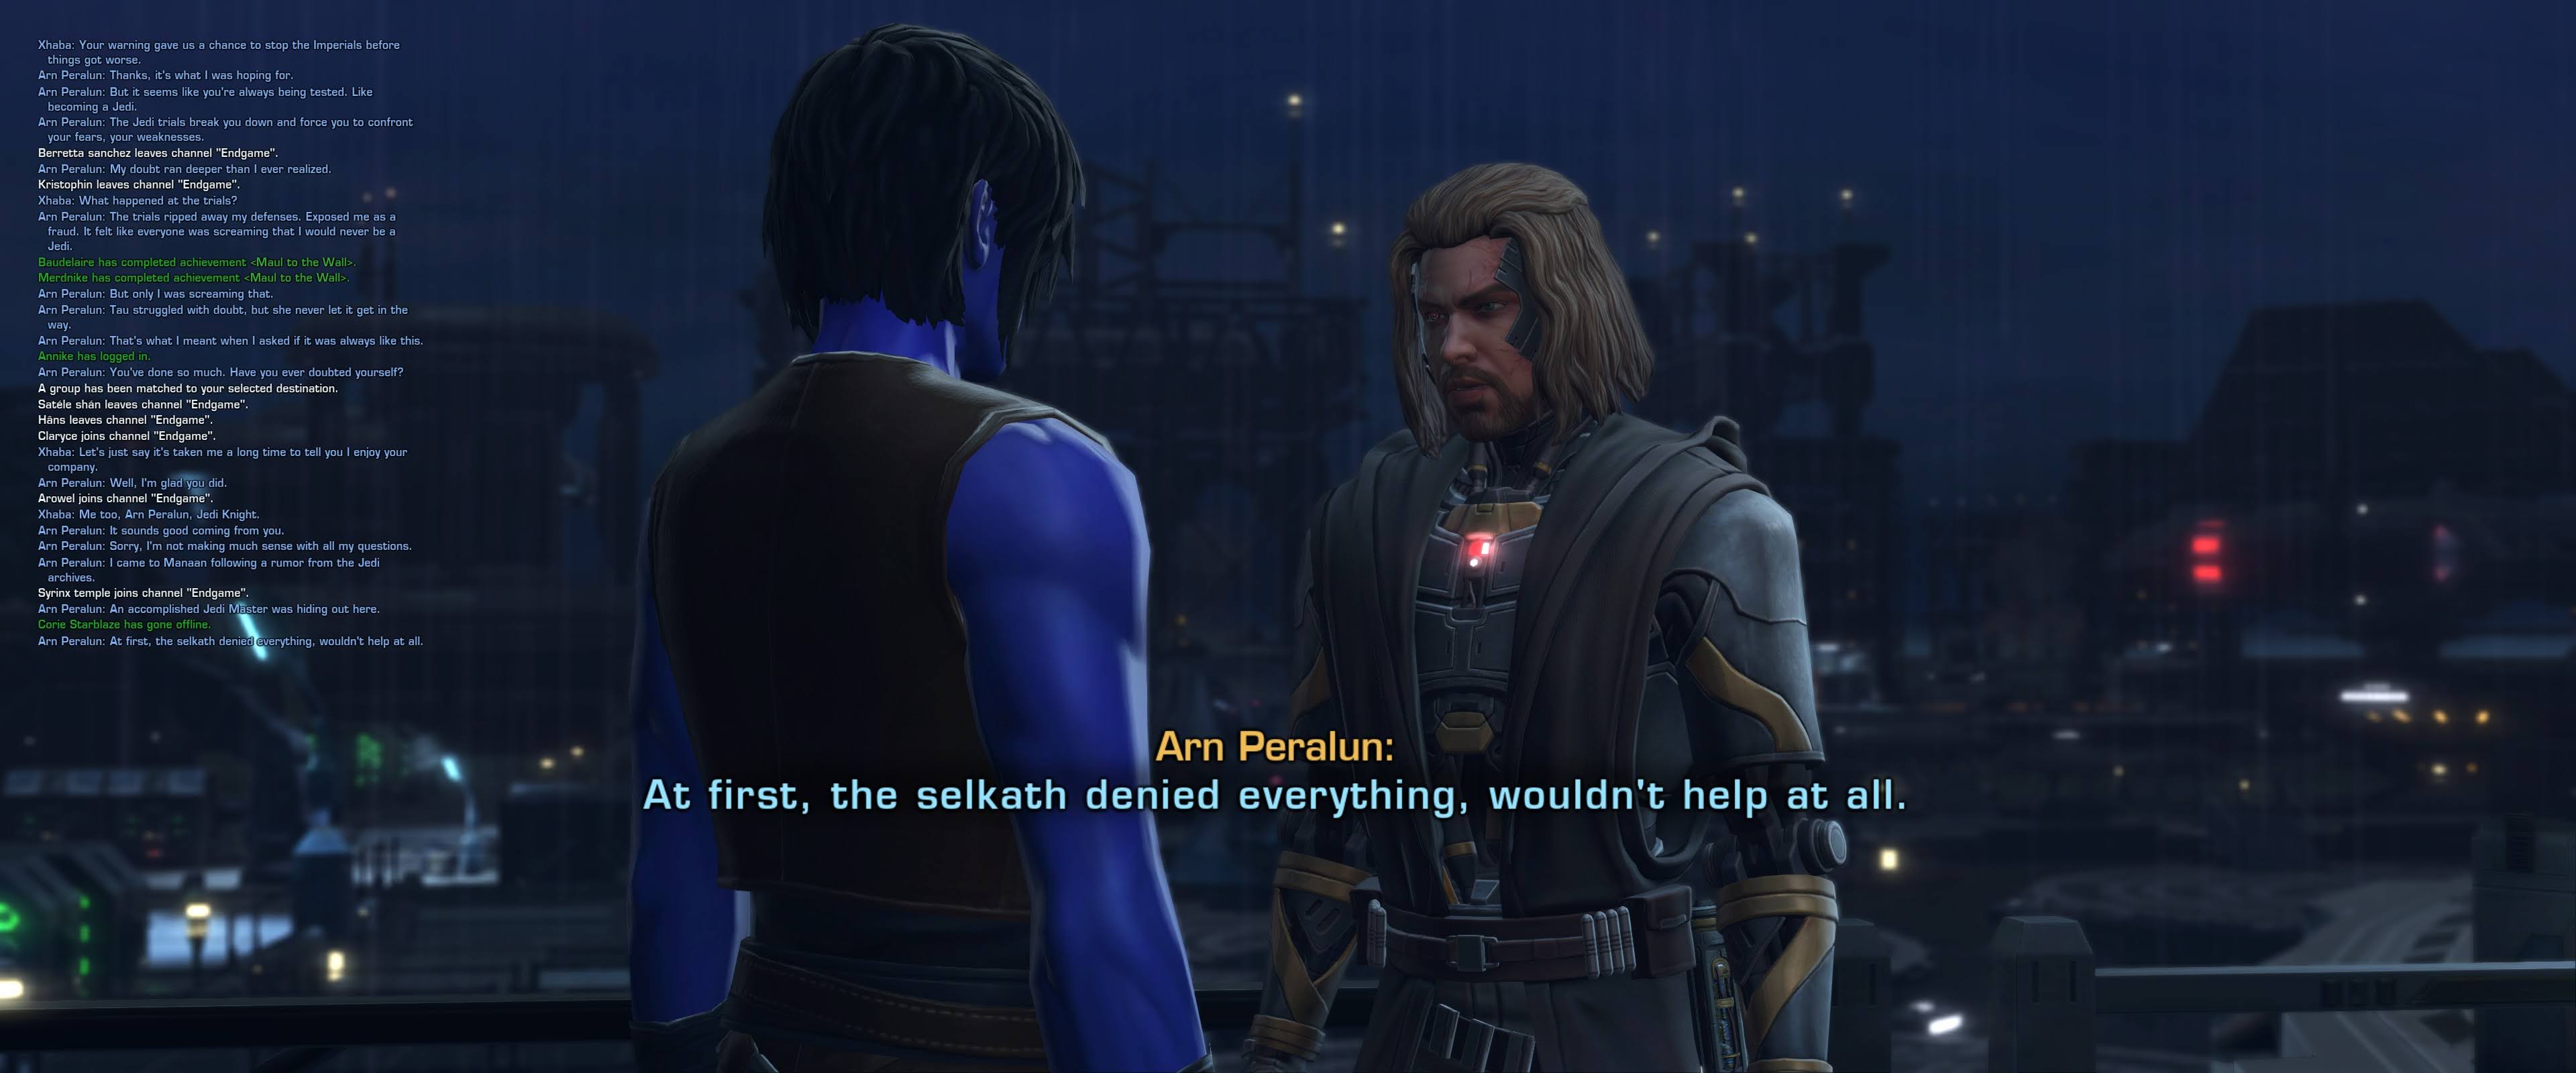 Xhaba: Your warning gave us a chance to stop the Imperials before
things got worse.
Arn Peralun: Thanks, it's what I was hoping for.
Arn Peralun: But it seems like you're always being tested. Like
becoming a Jedi.
Arn Peralun: The Jedi trials break you down and force you to confront
your fears, your weaknesses.
Berretta sanchez leaves channel "Endgame".
Arn Peralun: My doubt ran deeper than I ever realized.
Kristophin leaves channel "Endgame".
Xhaba: What happened at the trials?
Arn Peralun: The trials ripped away my defenses. Exposed me as a
fraud. It felt like everyone was screaming that I would never be a
Jedi.
Baudelaire has completed achievement <Maul to the Wall>.
Merdnike has completed achievement <Maul to the Wall>.
Arn Peralun: But only I was screaming that.
Arn Peralun: Tau struggled with doubt, but she never let it get in the
way.
Arn Peralun: That's what I meant when I asked if it was always like this.
Annike has logged in.
Arn Peralun: You've done so much. Have you ever doubted yourself?
A group has been matched to your selected destination.
Satéle shán leaves channel "Endgame".
Hâns leaves channel "Endgame".
Claryce joins channel "Endgame".
Xhaba: Let's just say it's taken me a long time to tell you I enjoy your
company.
Arn Peralun: Well, I'm glad you did.
Arowel joins channel "Endgame".
Xhaba: Me too, Arn Peralun, Jedi Knight.
Arn Peralun: It sounds good coming from you.
Arn Peralun: Sorry, I'm not making much sense with all my questions.
Arn Peralun: I came to Manaan following a rumor from the Jedi
archives.
Syrinx temple joins channel "Endgame".
Arn Peralun: An accomplished Jedi Master was hiding out here.
Corie Starblaze has gone offline.
Arn Peralun: At first, the selkath denied everything, wouldn't help at all.
Arn Peralun:
At first, the selkath denied everything, wouldn't help at all.